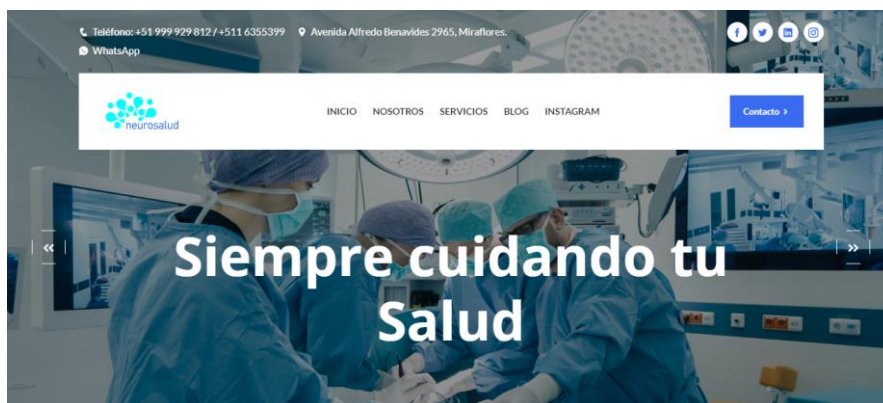 Teléfono: +51 999 929 812 / +511 6355399 Avenida Alfredo Benavides 2965, Miraflores.
WhatsApp
neurosalud
INICIO NOSOTROS SERVICIOS BLOG INSTAGRAM
Contacto >
<<
>>
Siempre cuidando tu
Salud